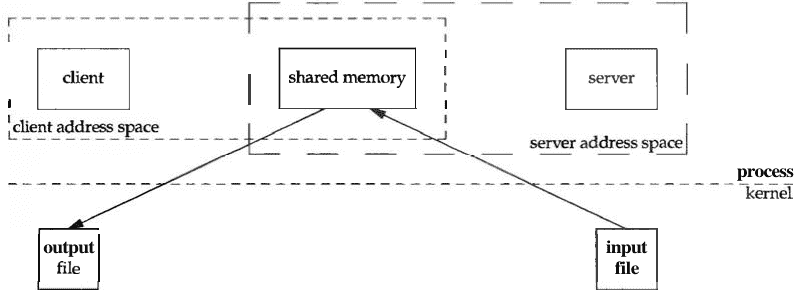 client
shared memory
server
client address space
server address space
process
kernel
output
file
input
file